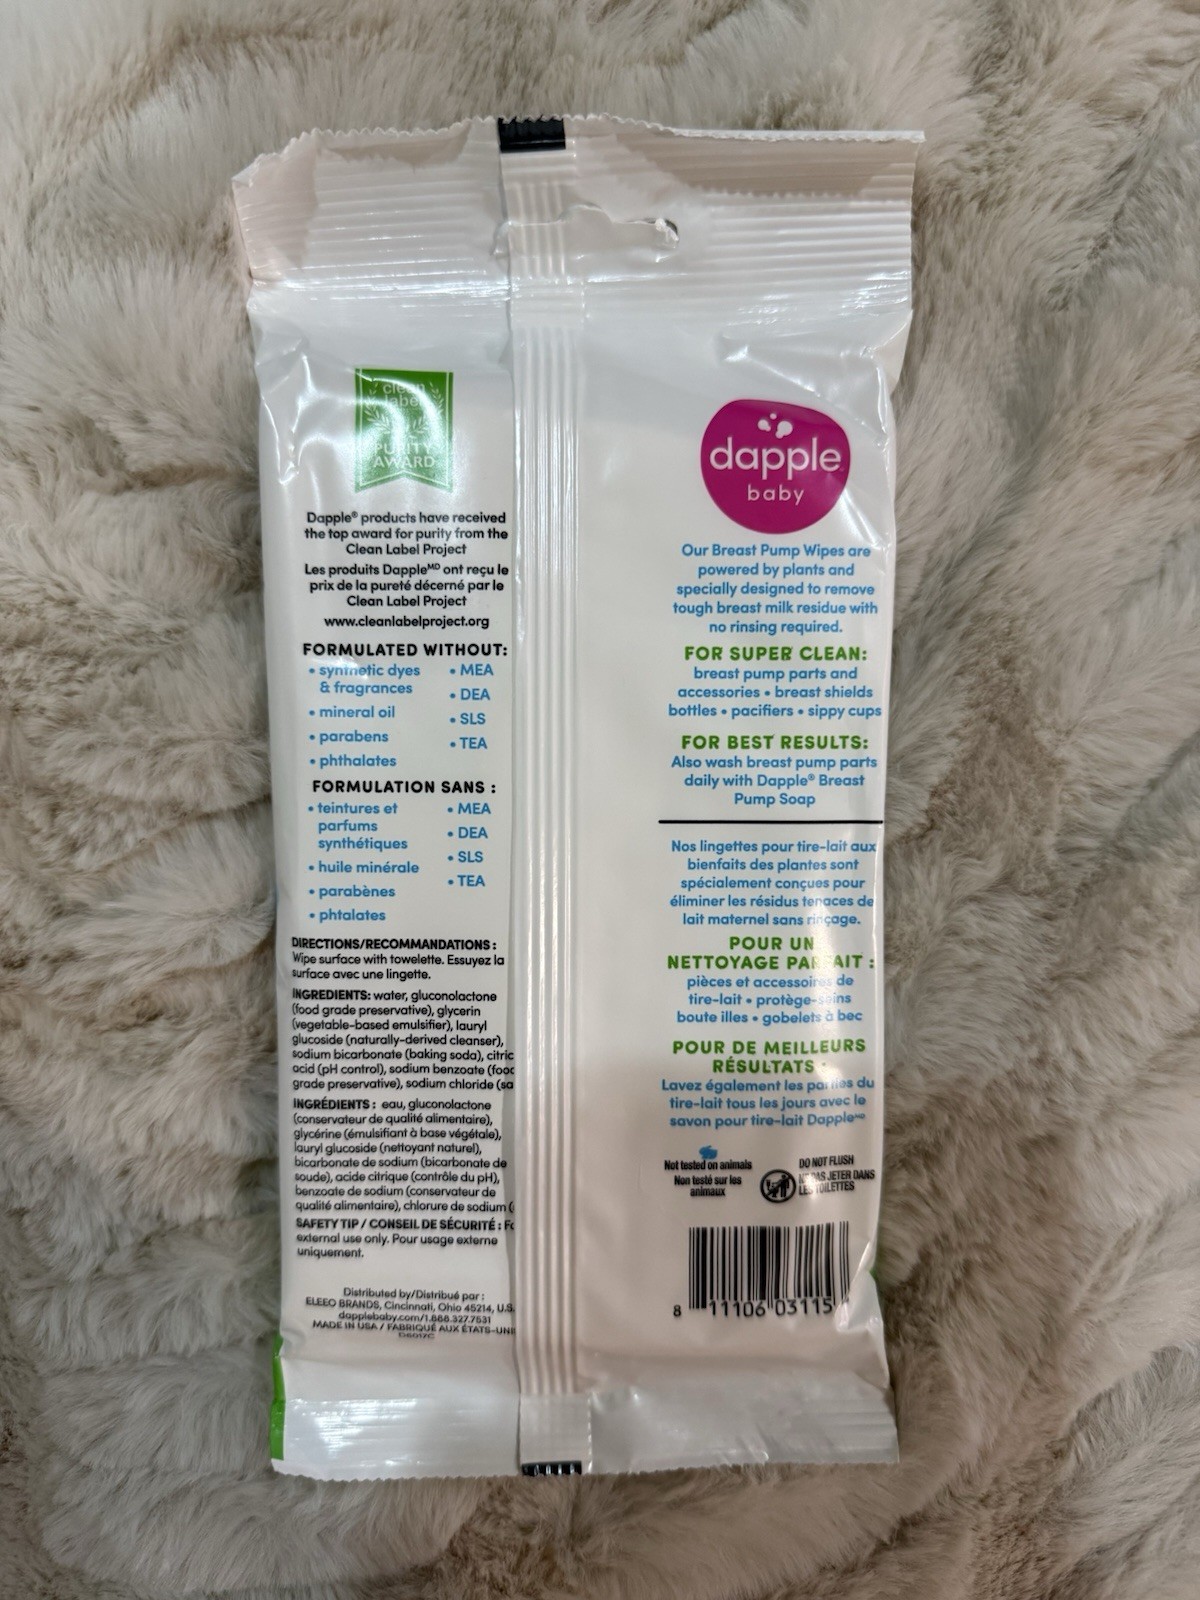 clean
label
PURITY
AWARD
Dapple® products have received
the top award for purity from the
Clean Label Project
Les produits Dappleᴹᴰ ont reçu le
prix de la pureté décerné par le
Clean Label Project
www.cleanlabelproject.org
FORMULATED WITHOUT:
• synthetic dyes
& fragrances
• mineral oil
• parabens
• phthalates
• MEA
• DEA
• SLS
• TEA
FORMULATION SANS :
• teintures et
parfums
synthétiques
• huile minérale
• parabènes
• phtalates
• MEA
• DEA
• SLS
• TEA
DIRECTIONS/RECOMMANDATIONS :
Wipe surface with towelette. Essuyez la
surface avec une lingette.
INGREDIENTS: water, gluconolactone
(food grade preservative), glycerin
(vegetable-based emulsifier), lauryl
glucoside (naturally-derived cleanser),
sodium bicarbonate (baking soda), citric
acid (pH control), sodium benzoate (food
grade preservative), sodium chloride (sa
INGRÉDIENTS : eau, gluconolactone
(conservateur de qualité alimentaire),
glycérine (émulsifiant à base végétale),
lauryl glucoside (nettoyant naturel),
bicarbonate de sodium (bicarbonate de
soude), acide citrique (contrôle du pH),
benzoate de sodium (conservateur de
qualité alimentaire), chlorure de sodium (
SAFETY TIP / CONSEIL DE SÉCURITÉ : Fo
external use only. Pour usage externe
uniquement.
Distributed by/Distribué par :
ELEEO BRANDS, Cincinnati, Ohio 45214, U.S.
dapplebaby.com/1.888.327.7531
MADE IN USA / FABRIQUÉ AUX ÉTATS-UNIS
dapple
baby
Our Breast Pump Wipes are
powered by plants and
specially designed to remove
tough breast milk residue with
no rinsing required.
FOR SUPER CLEAN:
breast pump parts and
accessories • breast shields
bottles • pacifiers • sippy cups
FOR BEST RESULTS:
Also wash breast pump parts
daily with Dapple® Breast
Pump Soap
Nos lingettes pour tire-lait aux
bienfaits des plantes sont
spécialement conçues pour
éliminer les résidus tenaces de
lait maternel sans rinçage.
POUR UN
NETTOYAGE PARFAIT :
pièces et accessoires de
tire-lait • protège-seins
boute illes • gobelets à bec
POUR DE MEILLEURS
RÉSULTATS :
Lavez également les parties du
tire-lait tous les jours avec le
savon pour tire-lait Dappleᴹᴰ
Not tested on animals
Non testé sur les
animaux
DO NOT FLUSH
NE PAS JETER DANS
LES TOILETTES
8 11106 03115